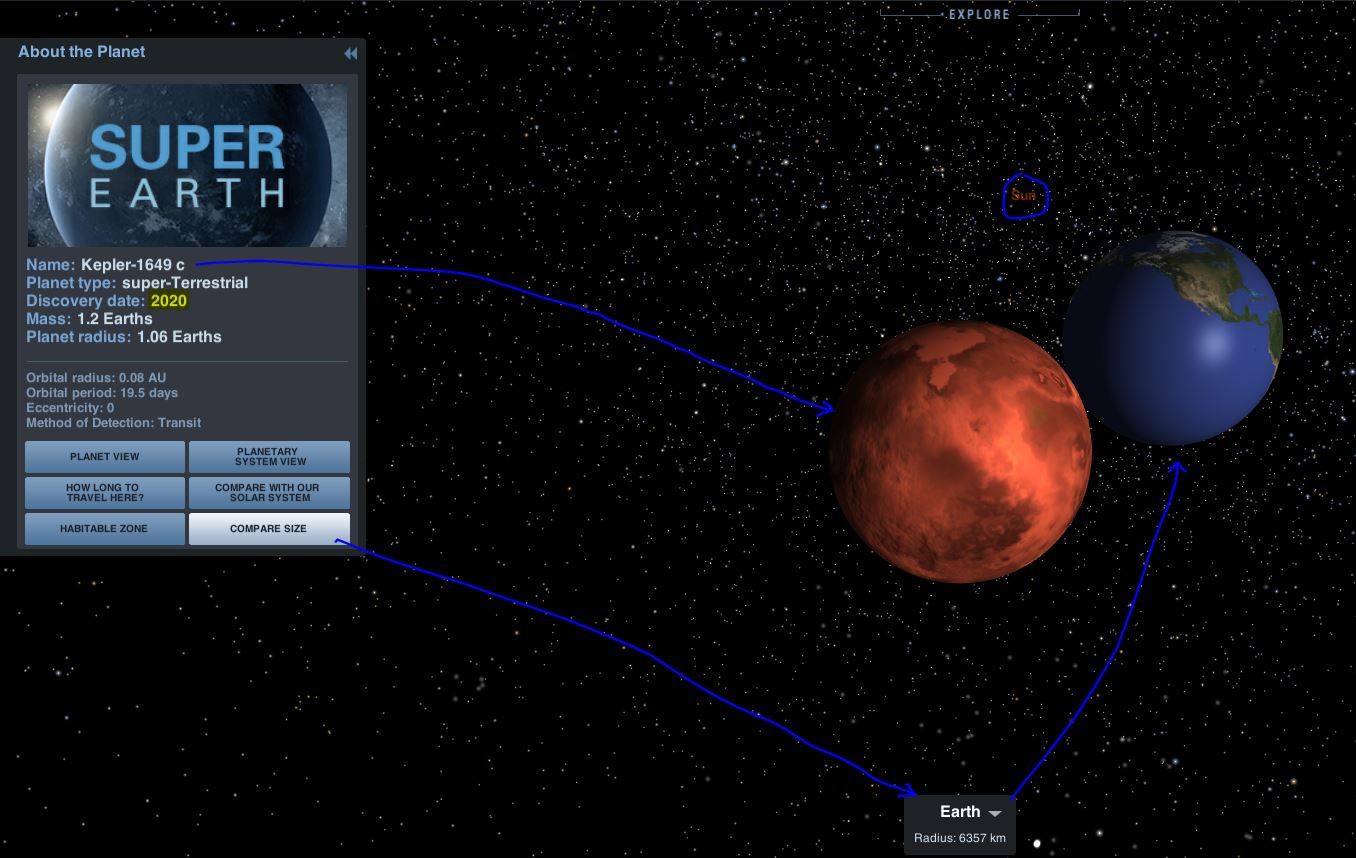 EXPLORE
About the Planet
SUPER
EARTH
Name: Kepler-1649 c
Planet type: super-Terrestrial
Discovery date: 2020
Mass: 1.2 Earths
Planet radius: 1.06 Earths
Orbital radius: 0.08 AU
Orbital period: 19.5 days
Eccentricity: 0
Method of Detection: Transit
PLANET VIEW
PLANETARY
SYSTEM VIEW
HOW LONG TO
TRAVEL HERE?
COMPARE WITH OUR
SOLAR SYSTEM
HABITABLE ZONE
COMPARE SIZE
Sun
Earth
Radius: 6357 km